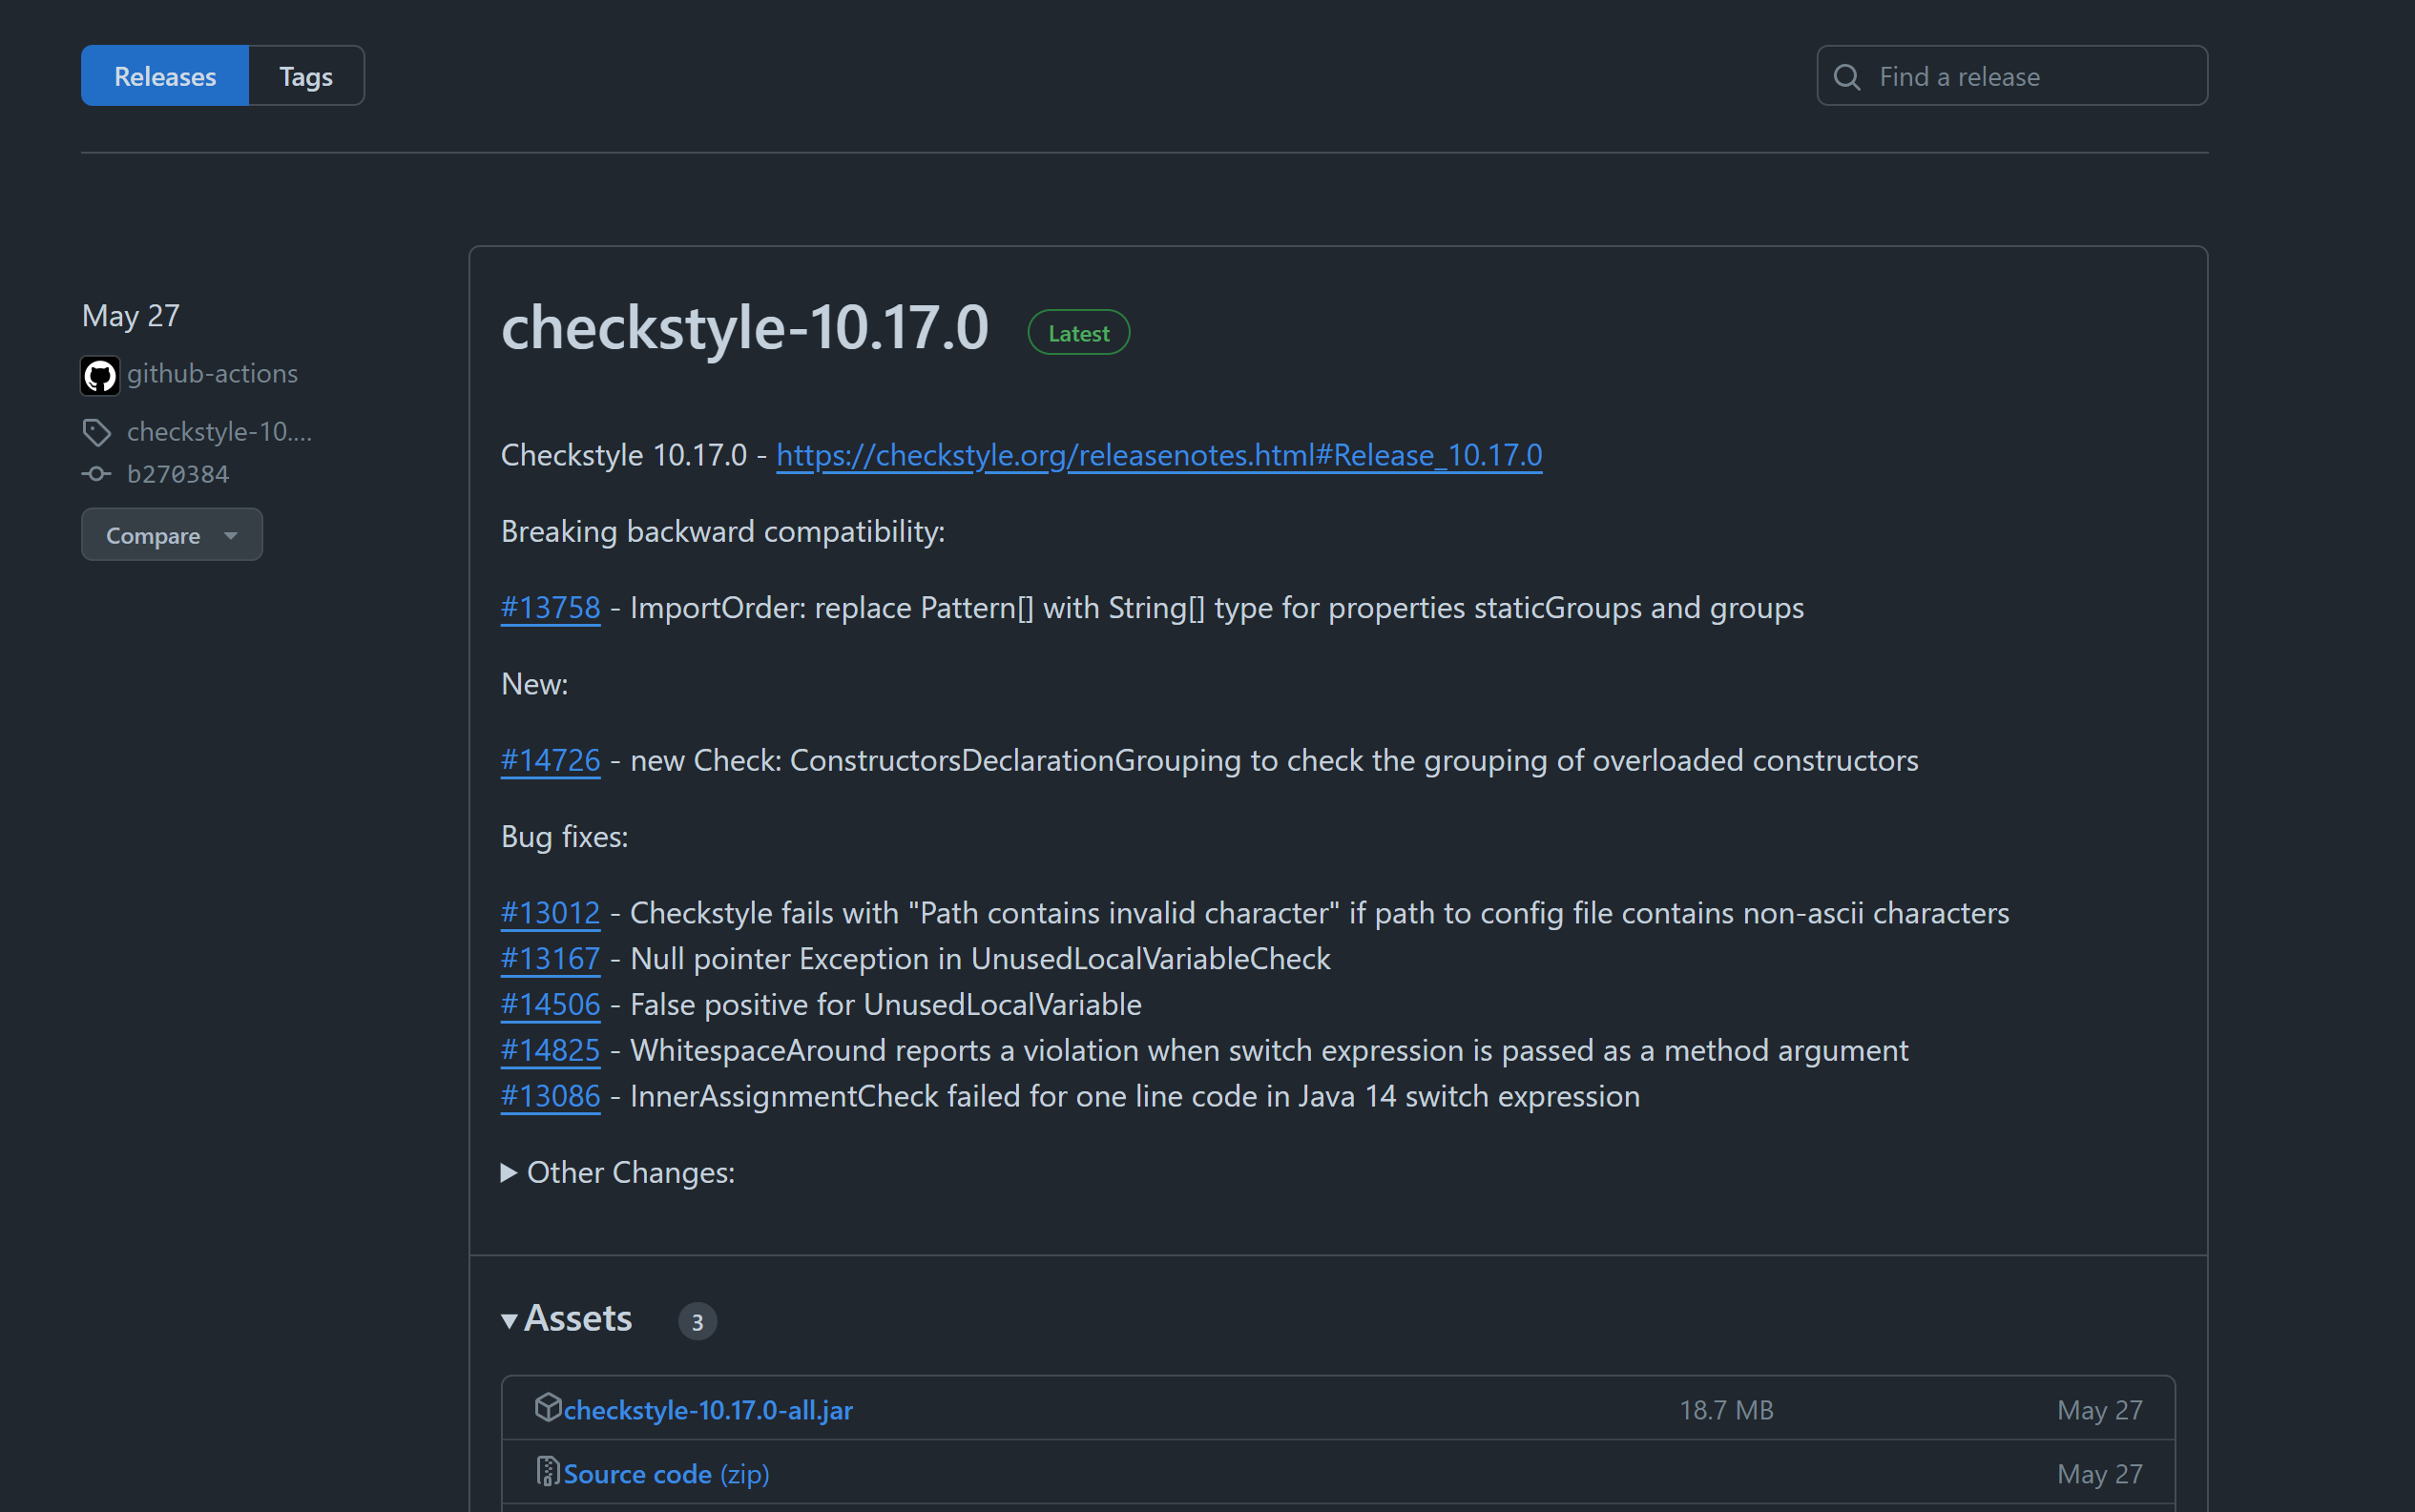 Releases
Tags
Find a release
May 27
github-actions
checkstyle-10....
b270384
Compare
checkstyle-10.17.0
Latest
Checkstyle 10.17.0 - https://checkstyle.org/releasenotes.html#Release_10.17.0
Breaking backward compatibility:
#13758 - ImportOrder: replace Pattern[] with String[] type for properties staticGroups and groups
New:
#14726 - new Check: ConstructorsDeclarationGrouping to check the grouping of overloaded constructors
Bug fixes:
#13012 - Checkstyle fails with "Path contains invalid character" if path to config file contains non-ascii characters
#13167 - Null pointer Exception in UnusedLocalVariableCheck
#14506 - False positive for UnusedLocalVariable
#14825 - WhitespaceAround reports a violation when switch expression is passed as a method argument
#13086 - InnerAssignmentCheck failed for one line code in Java 14 switch expression
Other Changes:
Assets 3
checkstyle-10.17.0-all.jar 18.7 MB May 27
Source code (zip) May 27